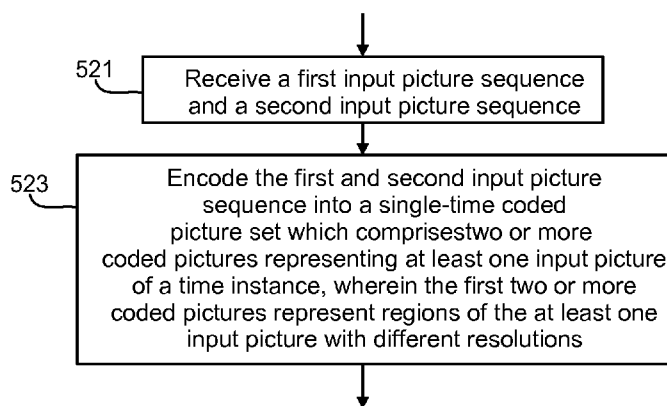 521
Receive a first input picture sequence
and a second input picture sequence
523
Encode the first and second input picture
sequence into a single-time coded
picture set which comprisestwo or more
coded pictures representing at least one input picture
of a time instance, wherein the first two or more
coded pictures represent regions of the at least one
input picture with different resolutions